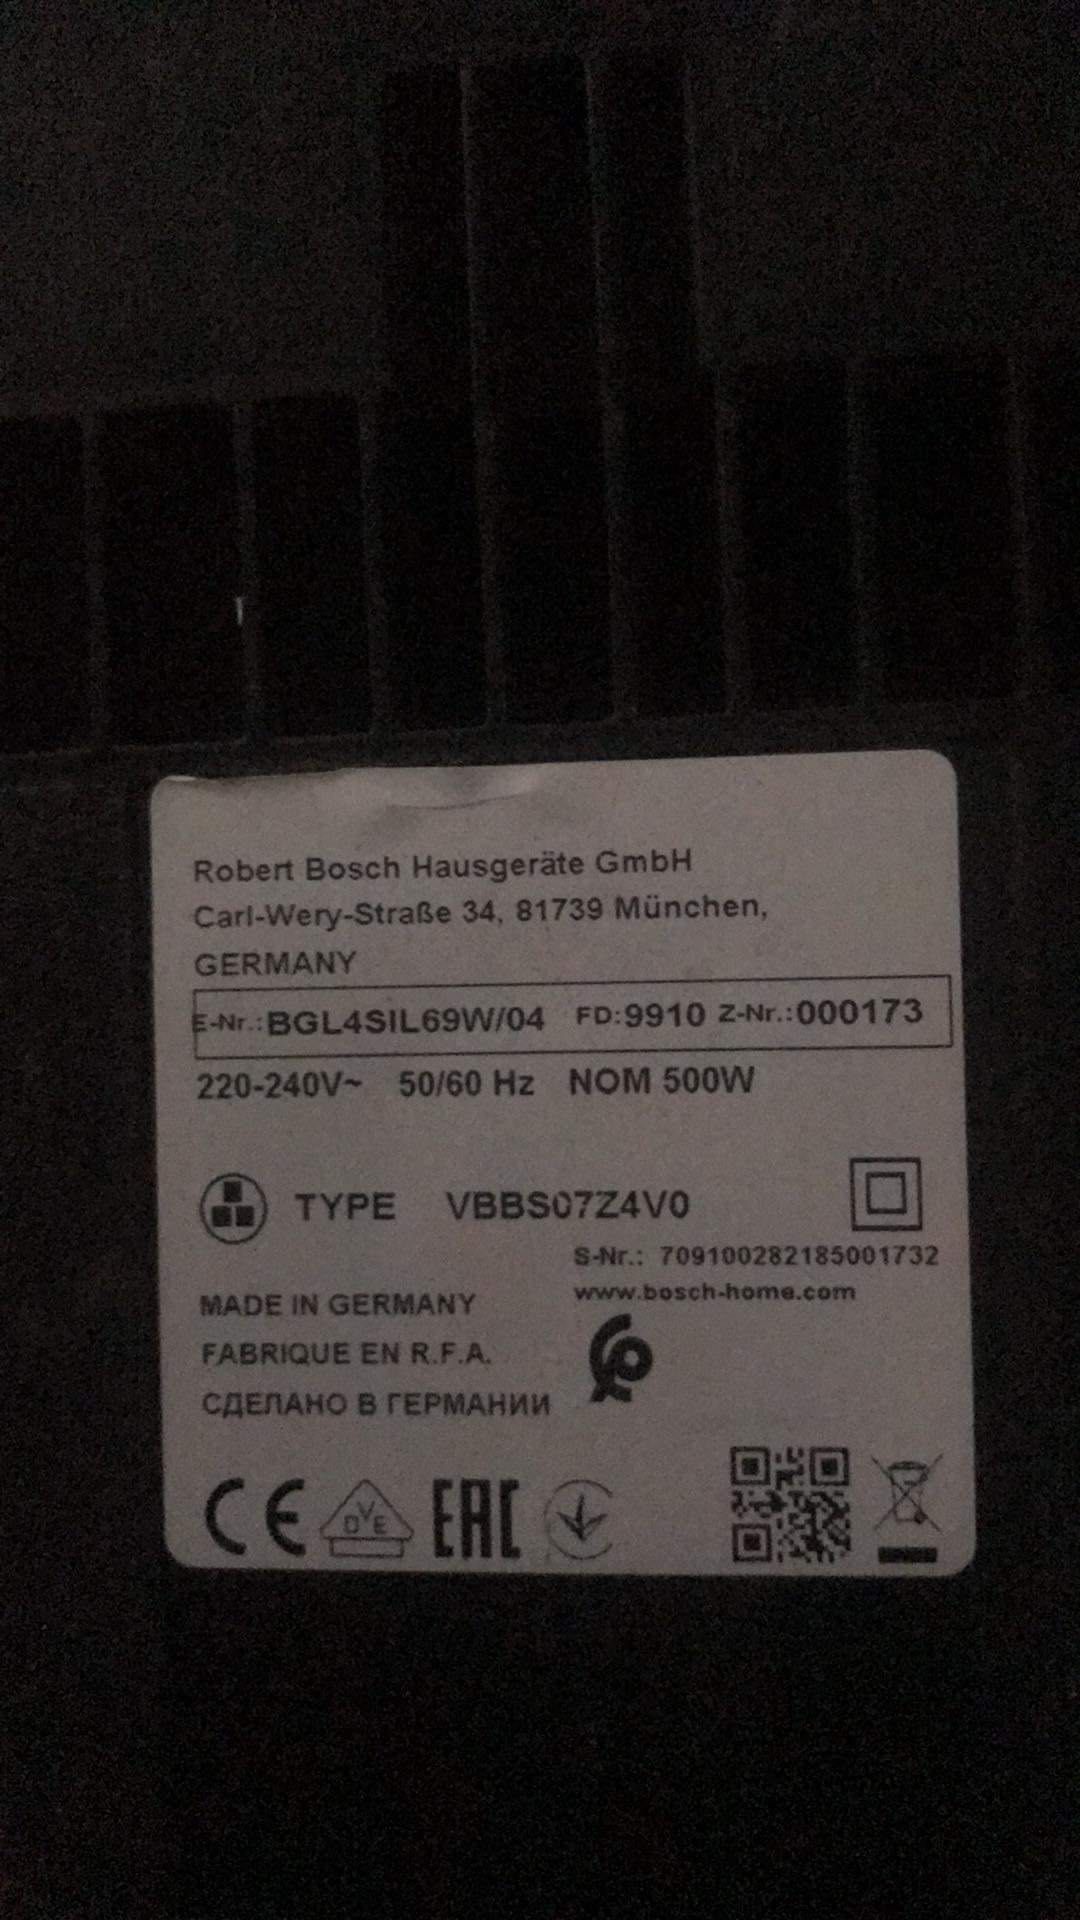 Robert Bosch Hausgeräte GmbH
Carl-Wery-Straße 34, 81739 München,
GERMANY
E-Nr.:BGL4SIL69W/04 FD:9910 Z-Nr.:000173
220-240V~ 50/60 Hz NOM 500W
TYPE VBBS07Z4V0
S-Nr.: 709100282185001732
www.bosch-home.com
MADE IN GERMANY
FABRIQUE EN R.F.A.
СДЕЛАНО В ГЕРМАНИИ
CE DVE EAC